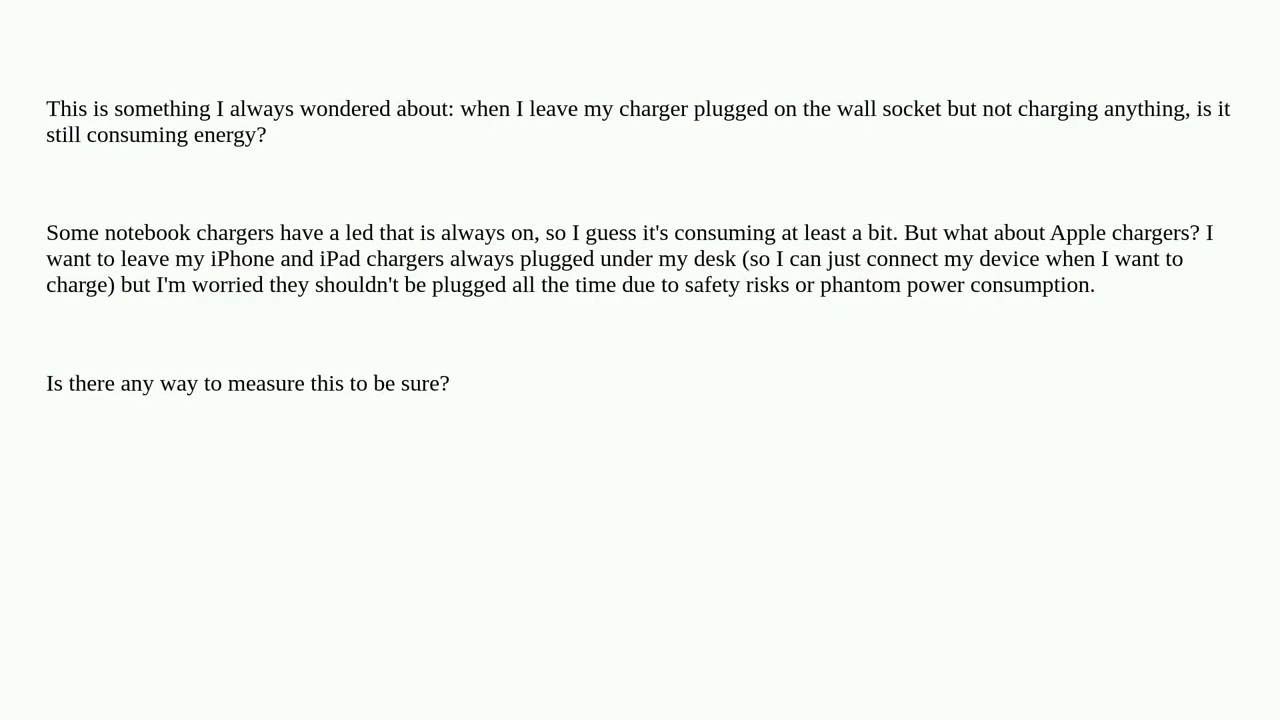 This is something I always wondered about: when I leave my charger plugged on the wall socket but not charging anything, is it
still consuming energy?
Some notebook chargers have a led that is always on, so I guess it's consuming at least a bit. But what about Apple chargers? I
want to leave my iPhone and iPad chargers always plugged under my desk (so I can just connect my device when I want to
charge) but I'm worried they shouldn't be plugged all the time due to safety risks or phantom power consumption.
Is there any way to measure this to be sure?